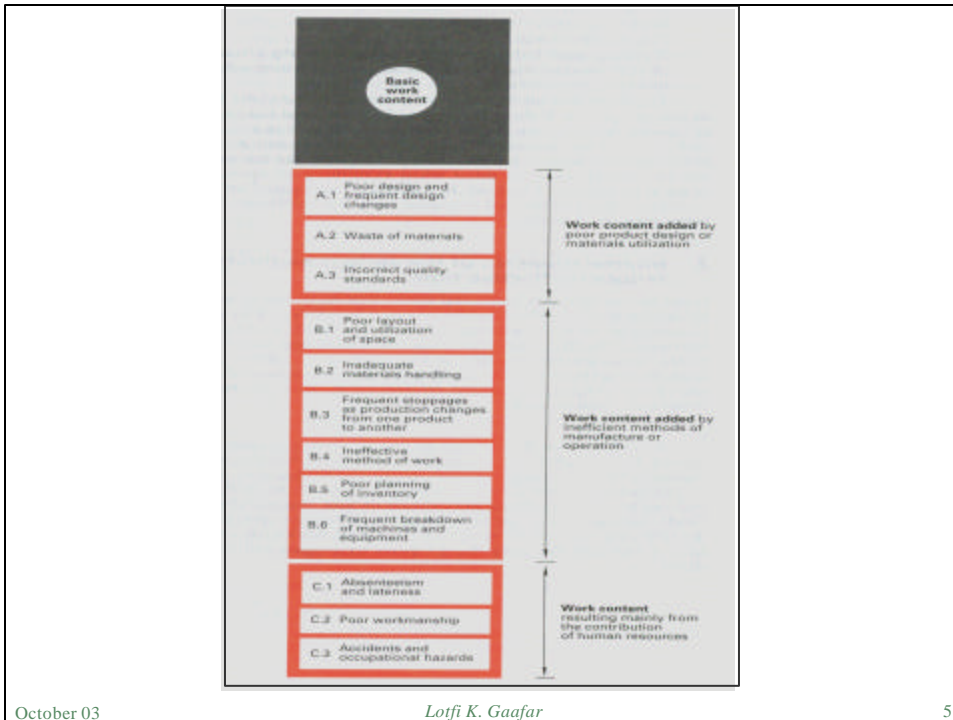 Basic
work
content
A.1 Poor design and
frequent design
changes
A.2 Waste of materials
A.3 Incorrect quality
standards
Work content added by
poor product design or
materials utilization
B.1 Poor layout
and utilization
of space
B.2 Inadequate
materials handling
B.3 Frequent stoppages
as production changes
from one product
to another
B.4 Ineffective
method of work
B.5 Poor planning
of inventory
B.6 Frequent breakdown
of machines and
equipment
Work content added by
inefficient methods of
manufacture or
operation
C.1 Absenteeism
and lateness
C.2 Poor workmanship
C.3 Accidents and
occupational hazards
Work content
resulting mainly from
the contribution
of human resources
October 03 Lotfi K. Gaafar 5